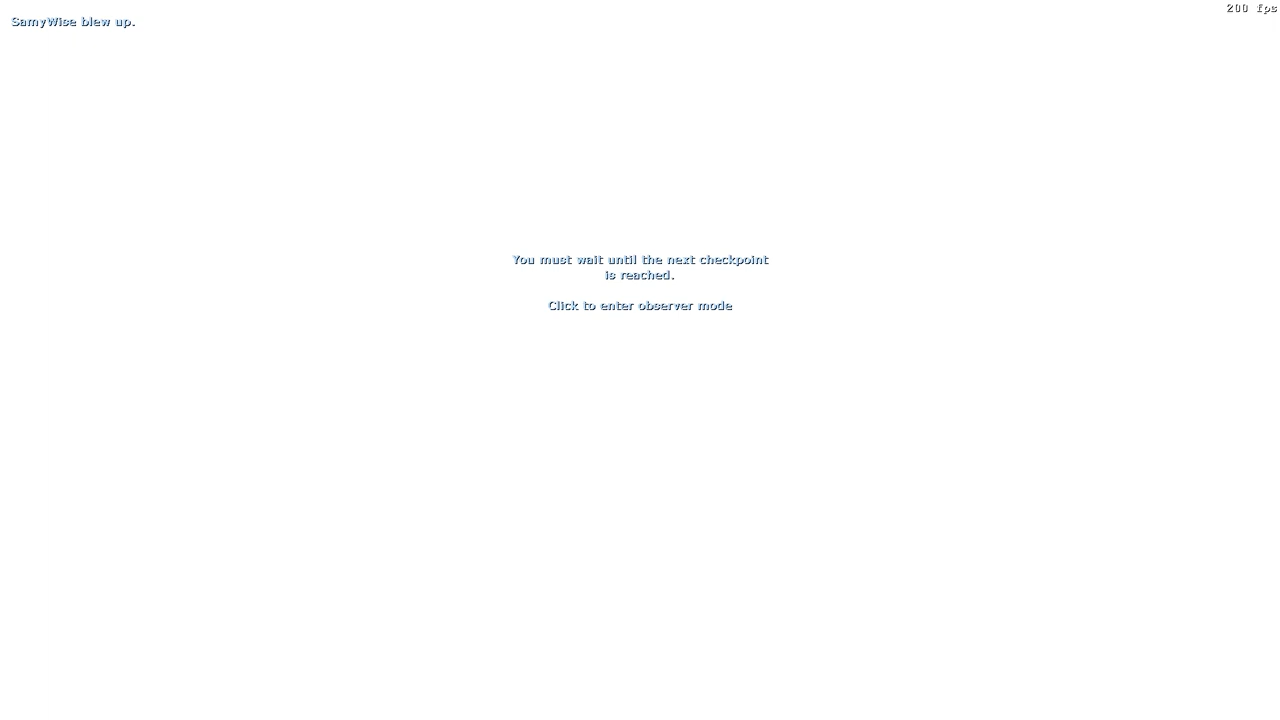 200 fps
SamyWise blew up.
You must wait until the next checkpoint
is reached.
Click to enter observer mode